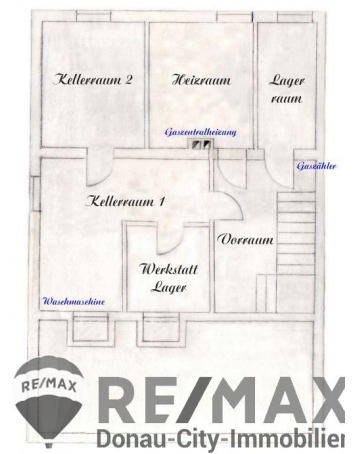 Kellerraum 2
Heizraum
Lager
raum
Gaszentralheizung
Gaszähler
Kellerraum 1
Vorraum
Werkstatt
Lager
Waschmaschine
RE/MAX
RE/MAX
Donau-City-Immobilien